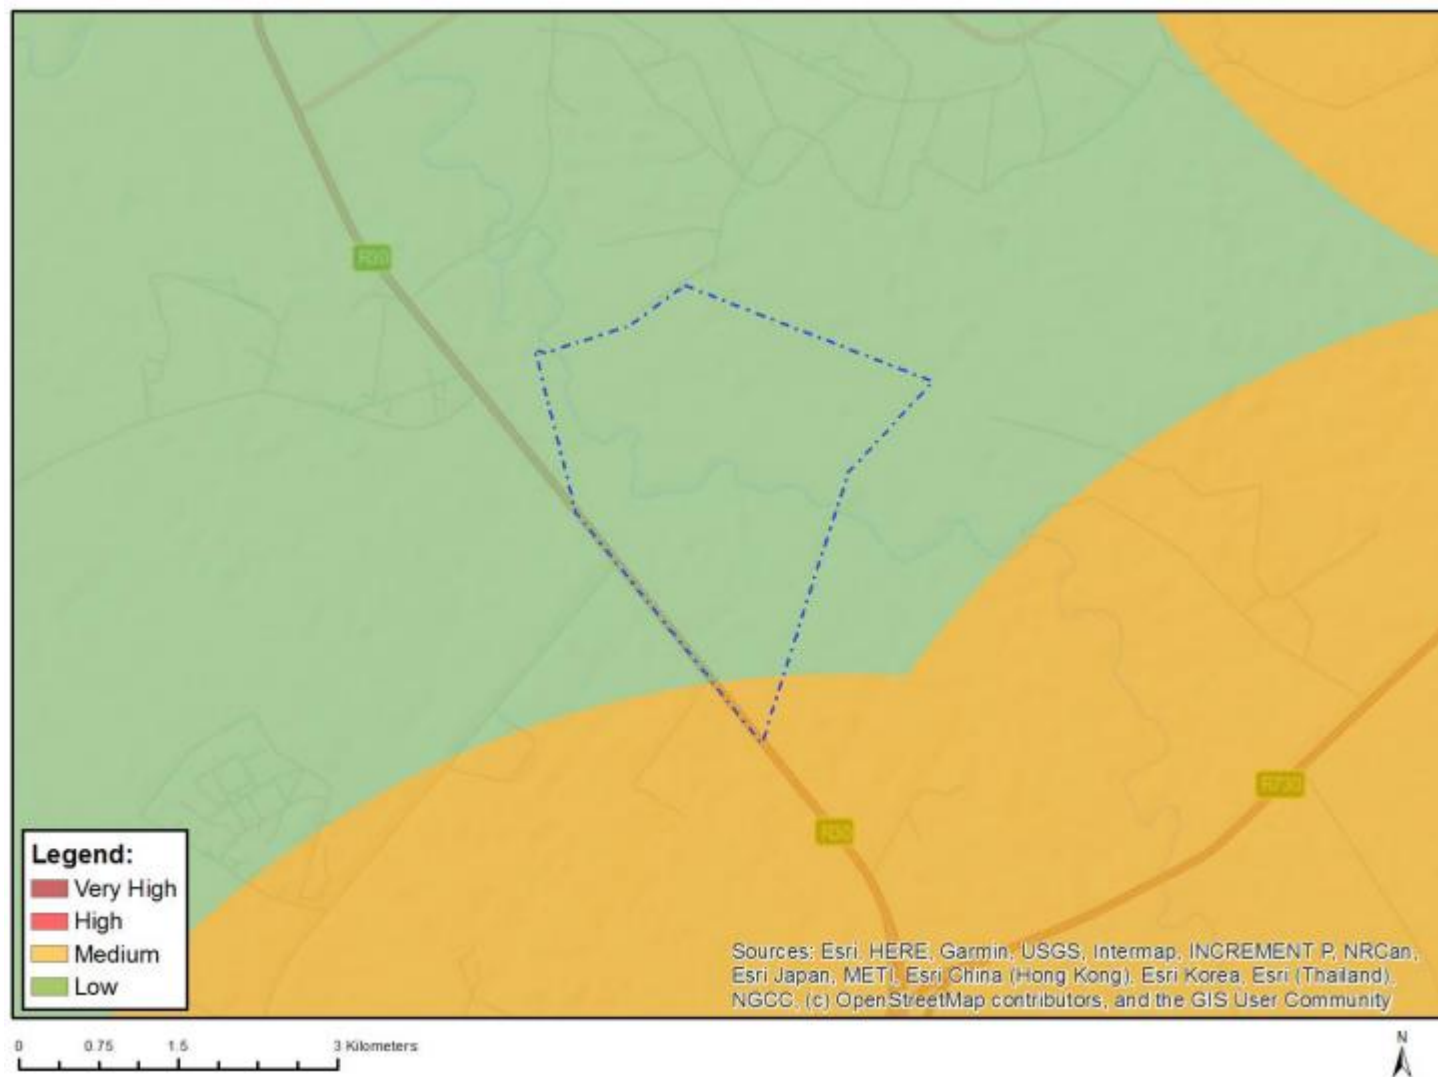 R30
R30
R730
Legend:
Very High
High
Medium
Low
Sources: Esri, HERE, Garmin, USGS, Intermap, INCREMENT P, NRCan,
Esri Japan, METI, Esri China (Hong Kong), Esri Korea, Esri (Thailand),
NGCC, (c) OpenStreetMap contributors, and the GIS User Community
0 0.75 1.5 3 Kilometers
N